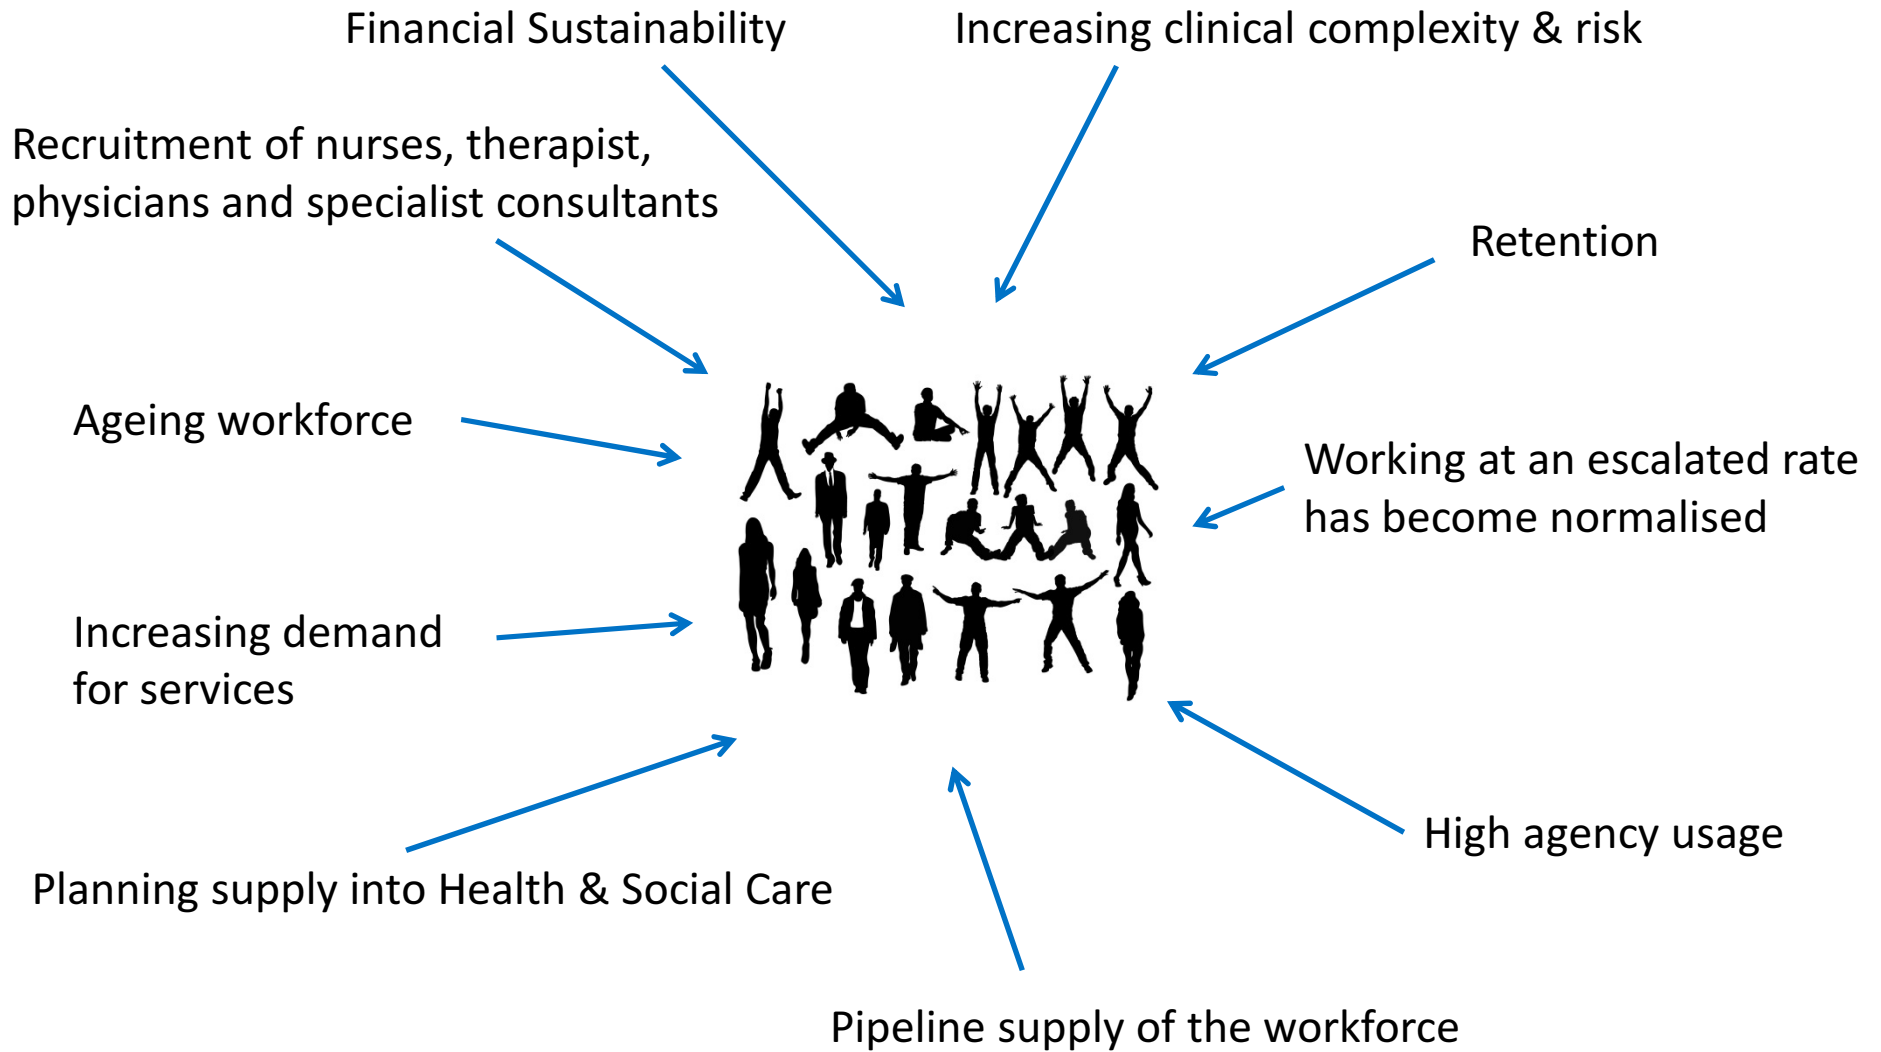 Financial Sustainability
Increasing clinical complexity & risk
Recruitment of nurses, therapist,
physicians and specialist consultants
Retention
Ageing workforce
Working at an escalated rate
has become normalised
Increasing demand
for services
High agency usage
Planning supply into Health & Social Care
Pipeline supply of the workforce